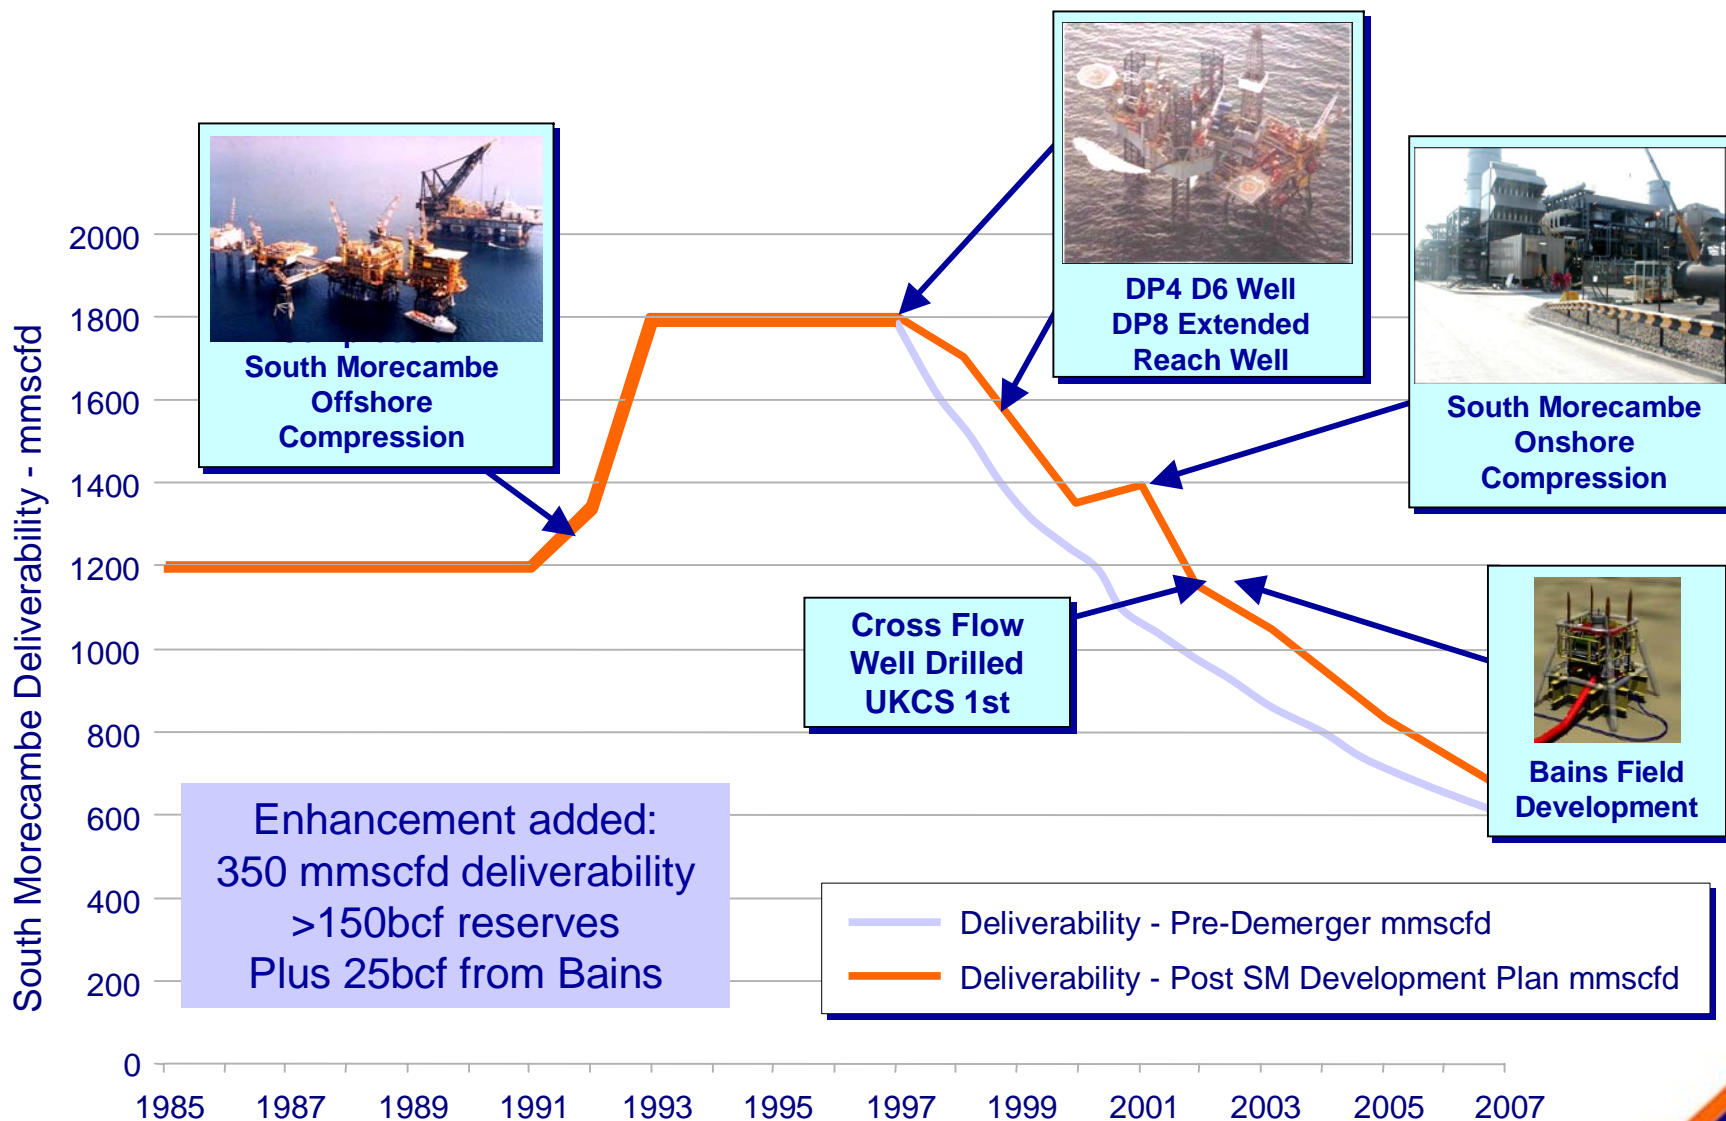 DP4 D6 Well
DP8 Extended
Reach Well
South Morecambe
Offshore
Compression
South Morecambe
Onshore
Compression
Cross Flow
Well Drilled
UKCS 1st
Bains Field
Development
Enhancement added:
350 mmscfd deliverability
>150bcf reserves
Plus 25bcf from Bains
Deliverability - Pre-Demerger mmscfd
Deliverability - Post SM Development Plan mmscfd
South Morecambe Deliverability - mmscfd
2000
1800
1600
1400
1200
1000
800
600
400
200
0
1985 1987 1989 1991 1993 1995 1997 1999 2001 2003 2005 2007